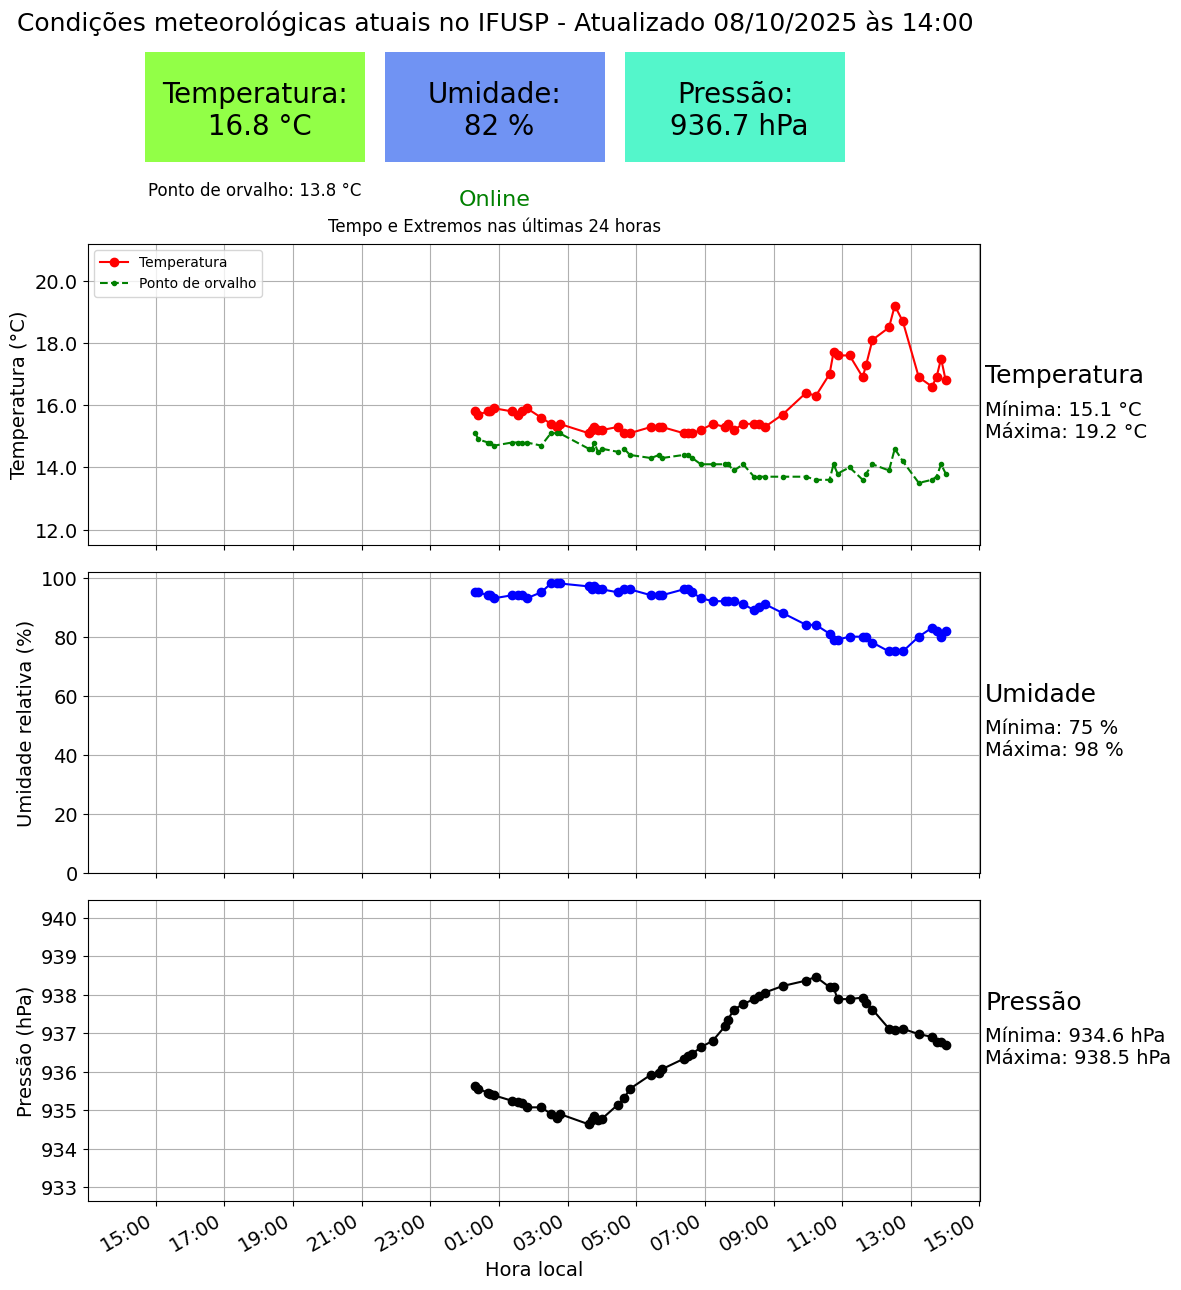 Condições meteorológicas atuais no IFUSP - Atualizado 08/10/2025 às 14:00
Temperatura:
16.8 °C
Umidade:
82 %
Pressão:
936.7 hPa
Ponto de orvalho: 13.8 °C
Online
Tempo e Extremos nas últimas 24 horas
Temperatura
Ponto de orvalho
Temperatura (°C)
20.0
18.0
16.0
14.0
12.0
Temperatura
Mínima: 15.1 °C
Máxima: 19.2 °C
Umidade relativa (%)
100
80
60
40
20
0
Umidade
Mínima: 75 %
Máxima: 98 %
Pressão (hPa)
940
939
938
937
936
935
934
933
Pressão
Mínima: 934.6 hPa
Máxima: 938.5 hPa
15:00
17:00
19:00
21:00
23:00
01:00
03:00
05:00
07:00
09:00
11:00
13:00
15:00
Hora local